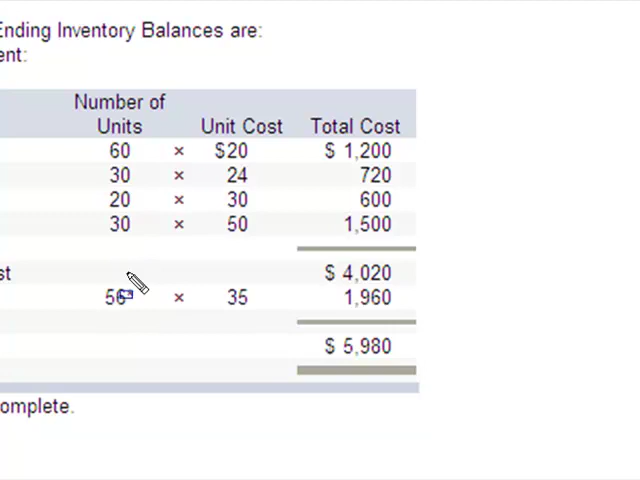 Ending Inventory Balances are:
ent:
Number of
Units Unit Cost Total Cost
60 × $20 $ 1,200
30 × 24 720
20 × 30 600
30 × 50 1,500
st $ 4,020
56 × 35 1,960
$ 5,980
omplete.